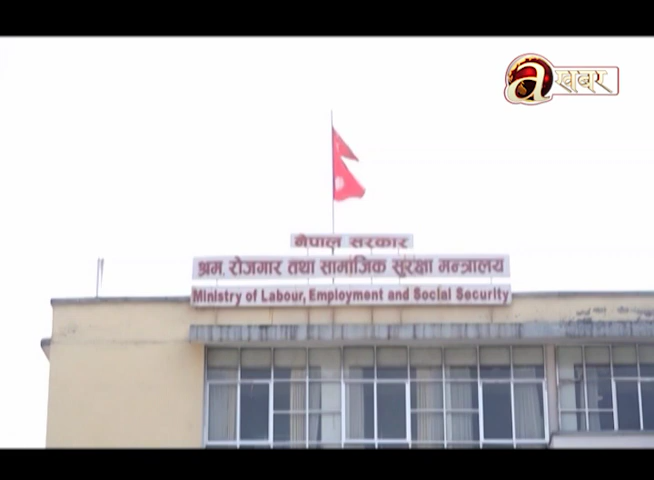 a खबर
नेपाल सरकार
श्रम, रोजगार तथा सामाजिक सुरक्षा मन्त्रालय
Ministry of Labour, Employment and Social Security